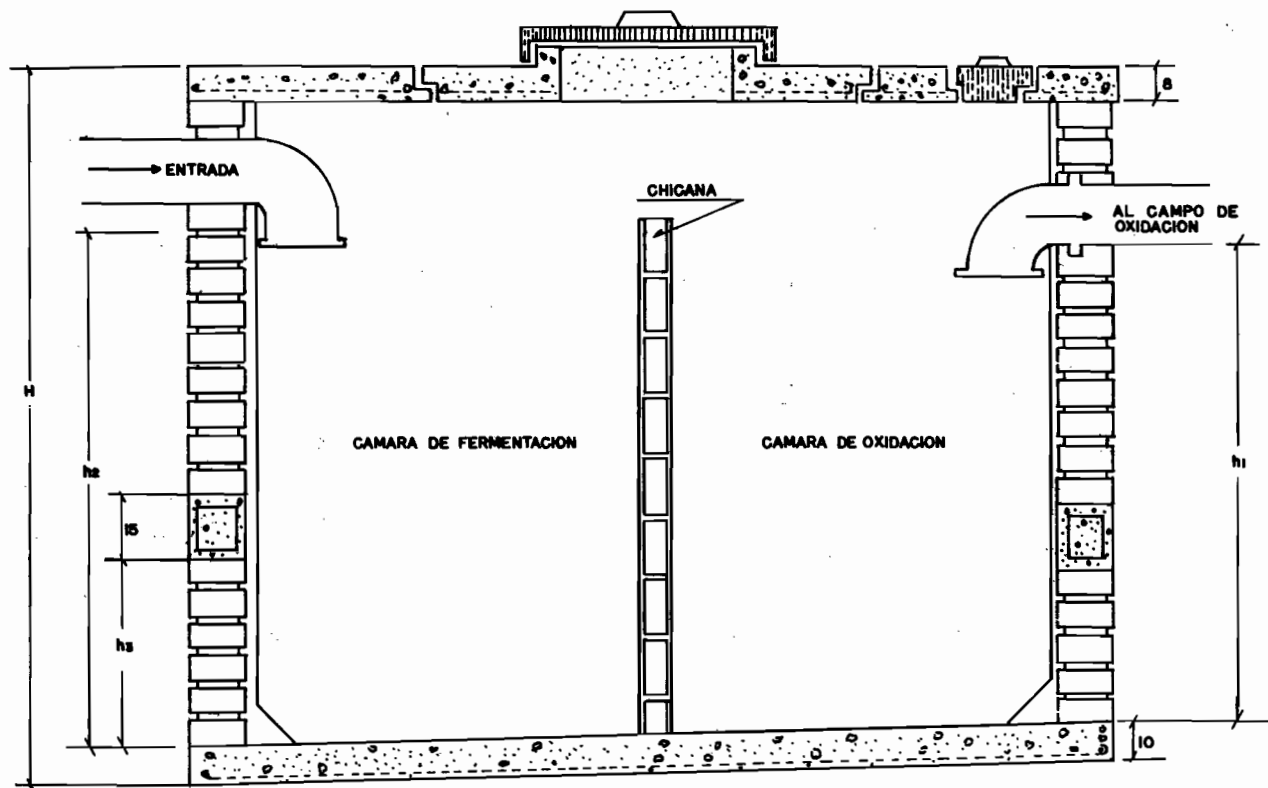 8
ENTRADA
CHICANA
AL CAMPO DE
OXIDACION
H
h2
CAMARA DE FERMENTACION
CAMARA DE OXIDACION
h1
15
h3
10